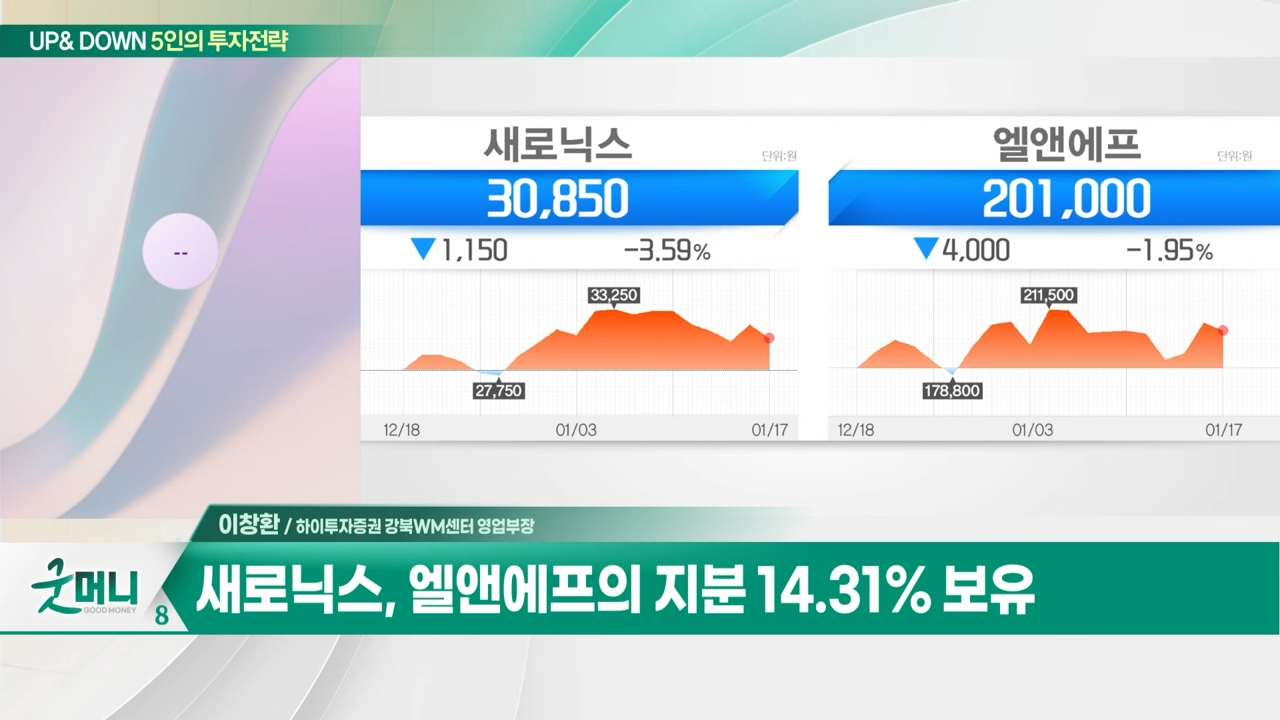 UP& DOWN 5인의 투자전략
--
새로닉스
단위:원
30,850
▼1,150 -3.59%
33,250
27,750
12/18 01/03 01/17
엘앤에프
단위:원
201,000
▼4,000 -1.95%
211,500
178,800
12/18 01/03 01/17
이창환 / 하이투자증권 강북WM센터 영업부장
굿머니
GOOD MONEY
8
새로닉스, 엘앤에프의 지분 14.31% 보유